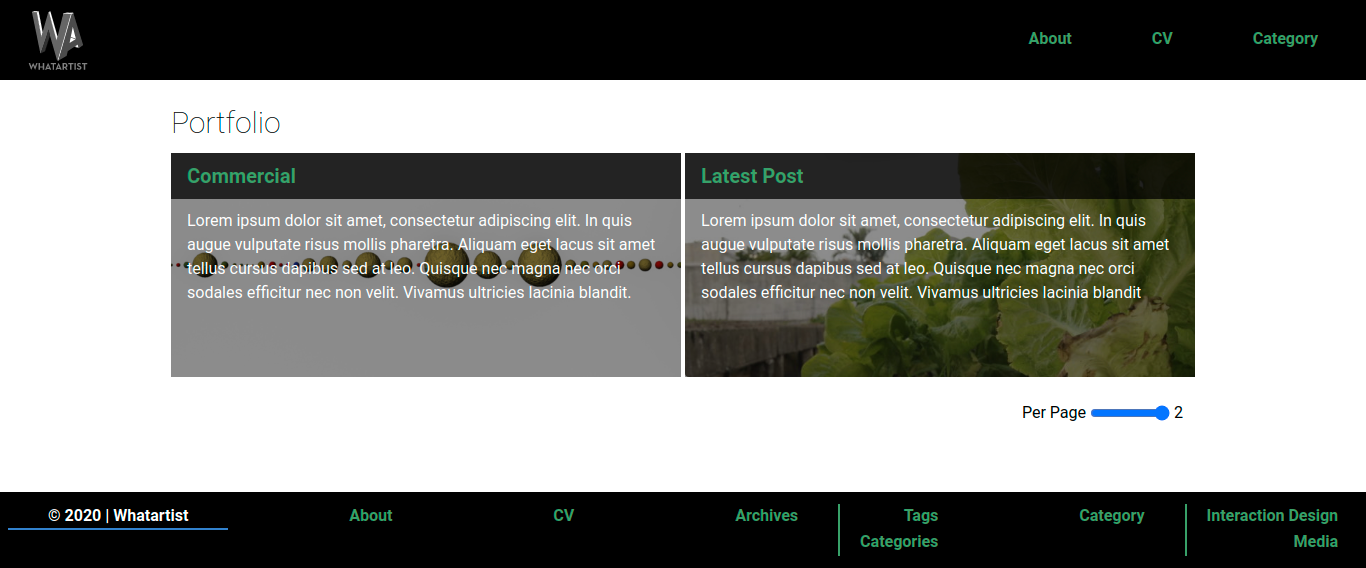 WA
WHATARTIST
About CV Category
Portfolio
Commercial
Lorem ipsum dolor sit amet, consectetur adipiscing elit. In quis
augue vulputate risus mollis pharetra. Aliquam eget lacus sit amet
tellus cursus dapibus sed at leo. Quisque nec magna nec orci
sodales efficitur nec non velit. Vivamus ultricies lacinia blandit.
Latest Post
Lorem ipsum dolor sit amet, consectetur adipiscing elit. In quis
augue vulputate risus mollis pharetra. Aliquam eget lacus sit amet
tellus cursus dapibus sed at leo. Quisque nec magna nec orci
sodales efficitur nec non velit. Vivamus ultricies lacinia blandit
Per Page 2
© 2020 | Whatartist About CV Archives Tags Category Interaction Design
Categories Media